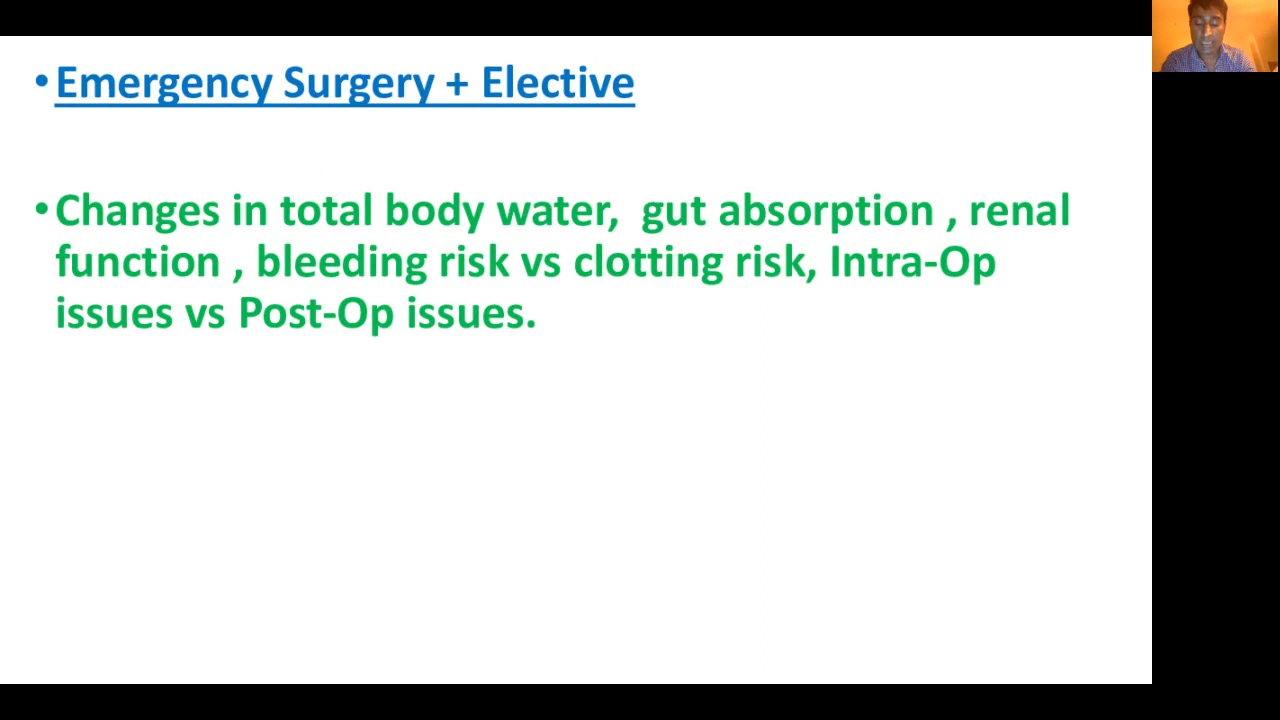 •Emergency Surgery + Elective
•Changes in total body water,  gut absorption , renal
function , bleeding risk vs clotting risk, Intra-Op
issues vs Post-Op issues.